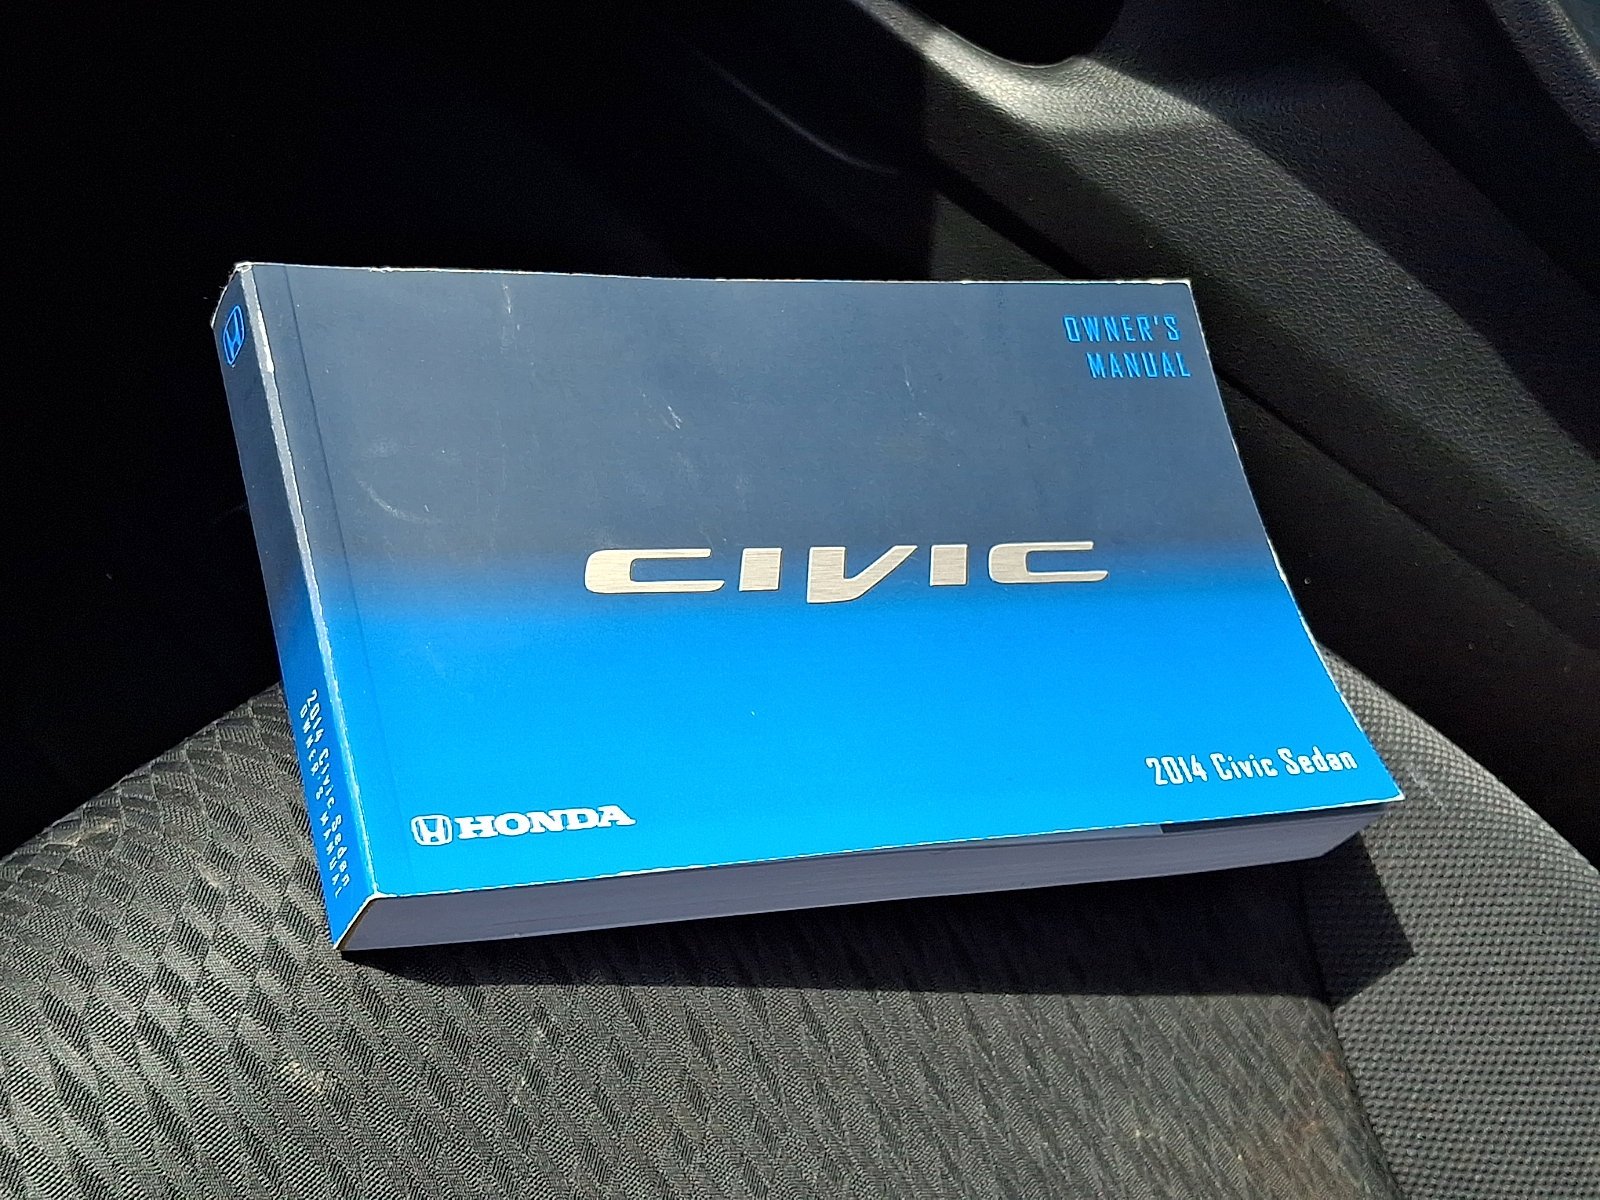 OWNER'S
MANUAL
CIVIC
2014 Civic Sedan
HONDA
2014 Civic Sedan
OWNER'S MANUAL